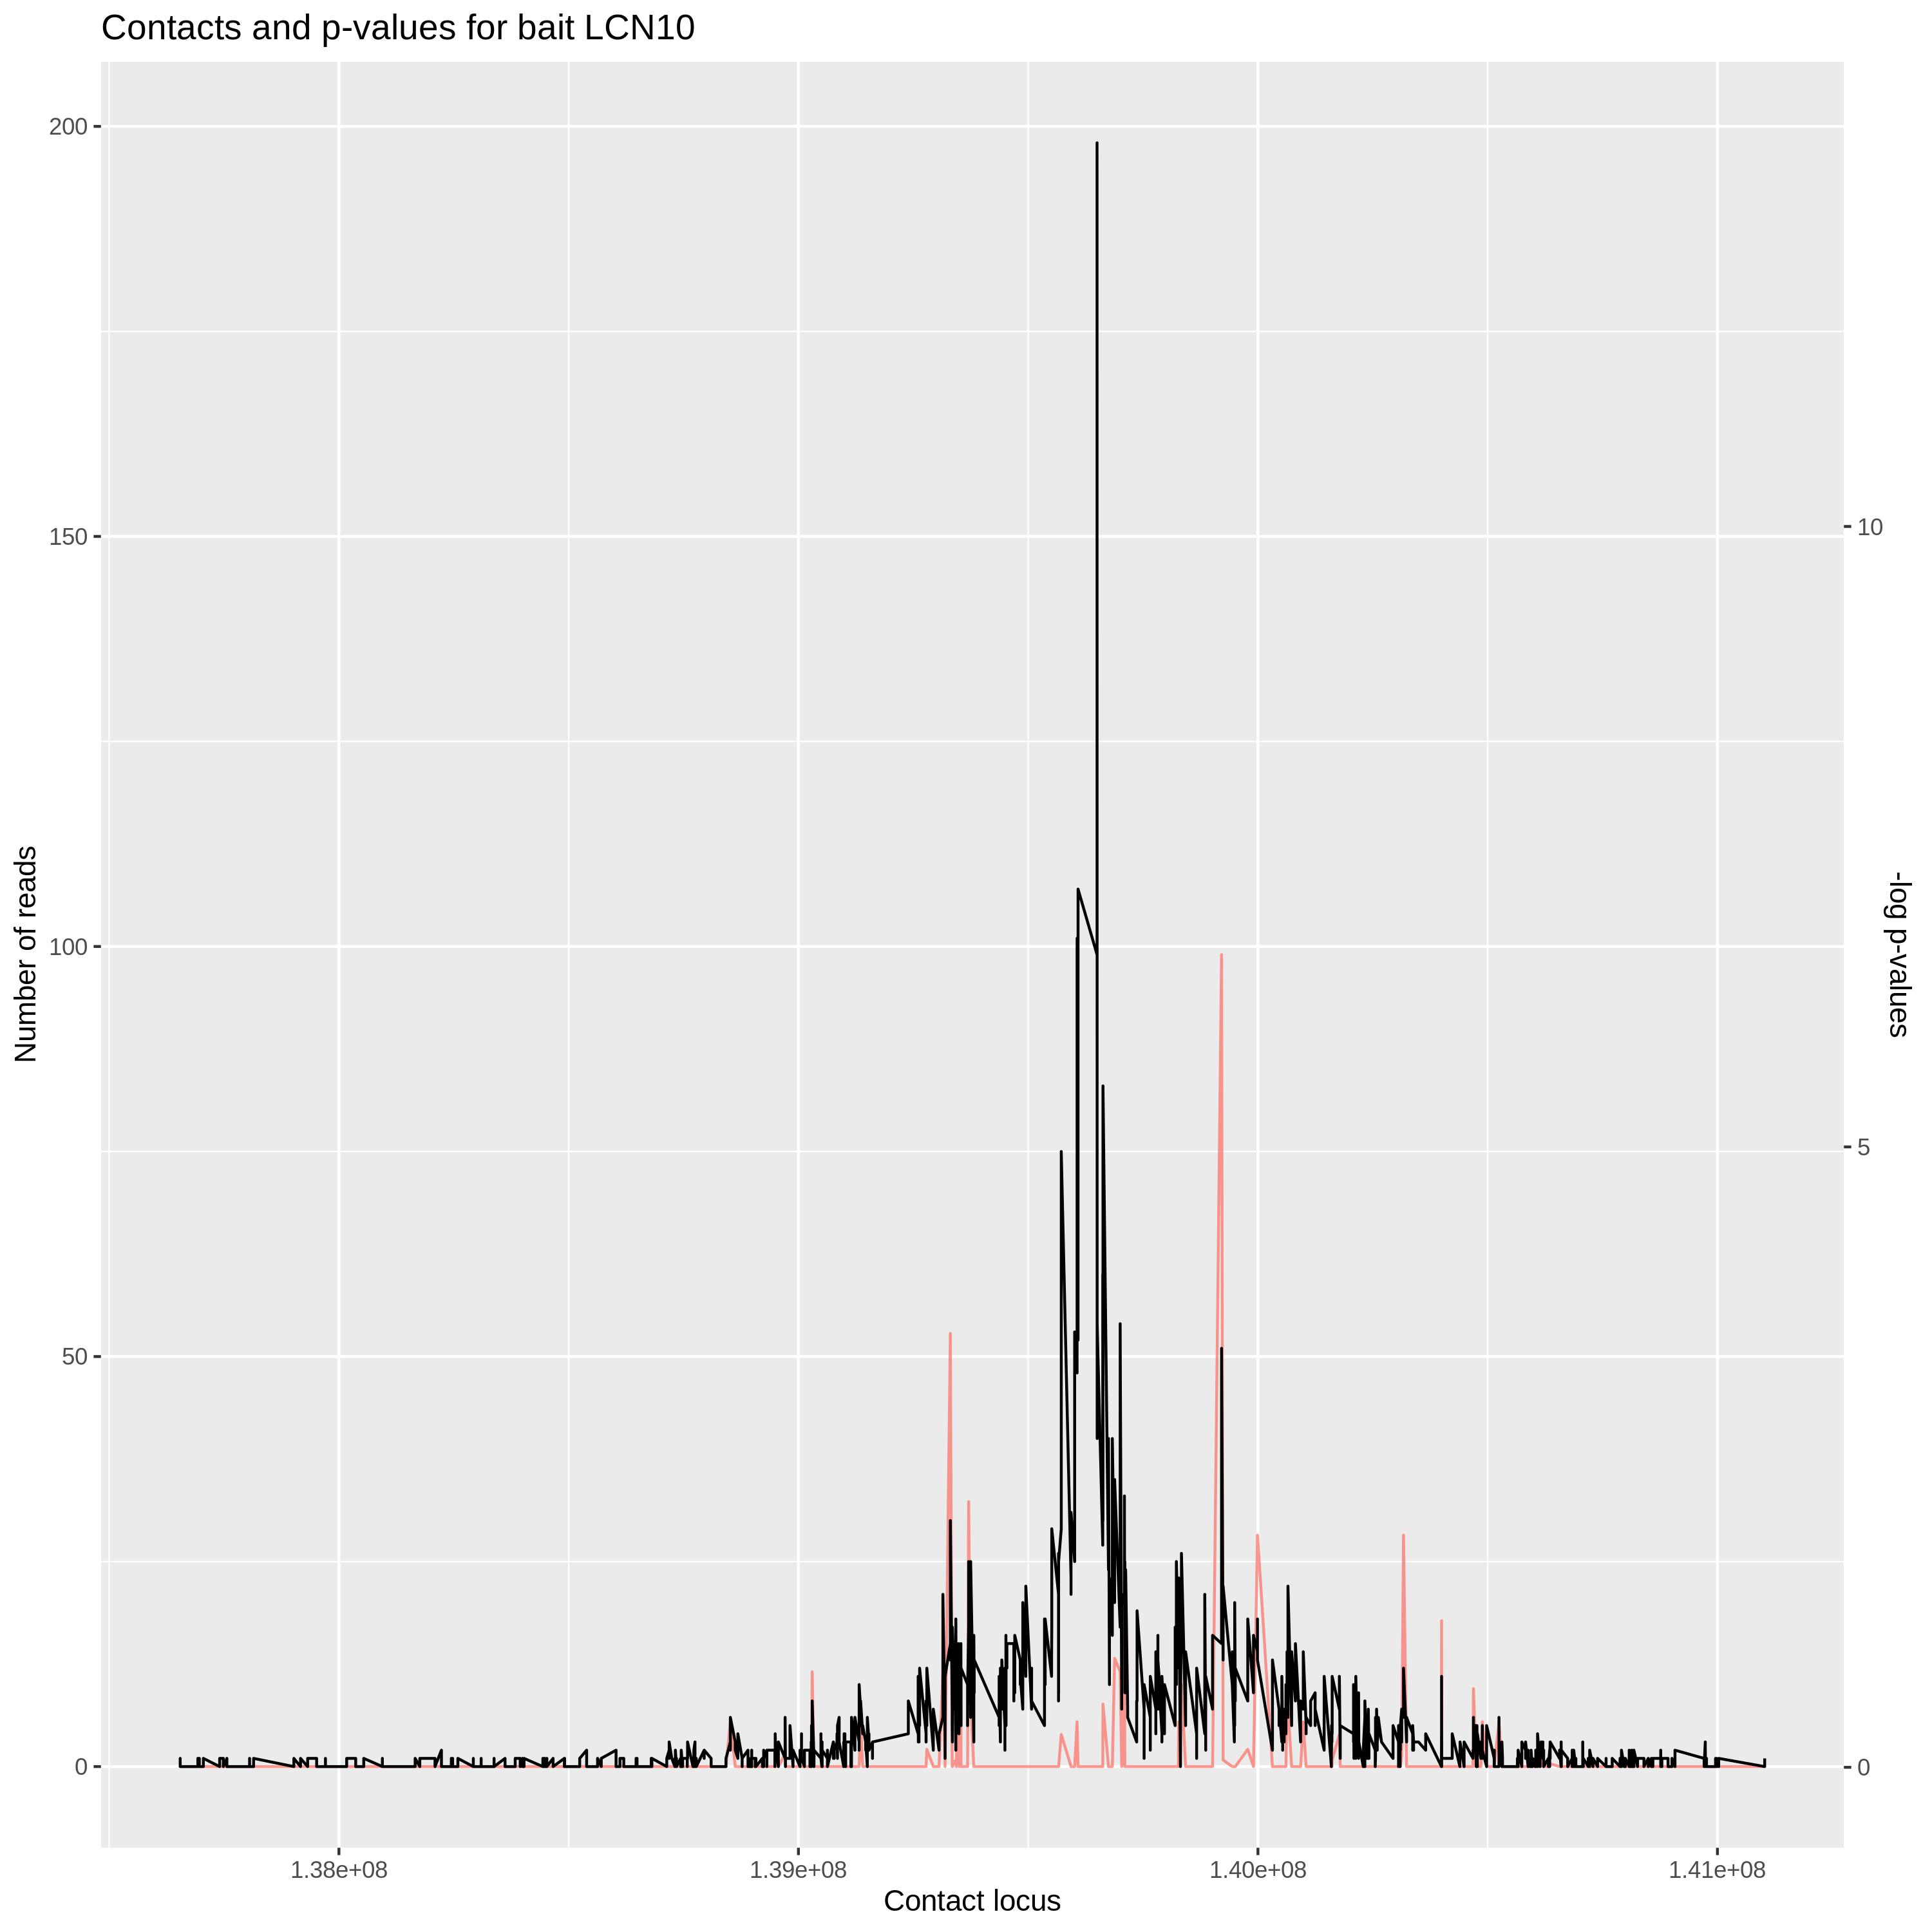 Contacts and p-values for bait LCN10
200
150
100
50
0
Number of reads
10
5
0
-log p-values
1.38e+08
1.39e+08
1.40e+08
1.41e+08
Contact locus